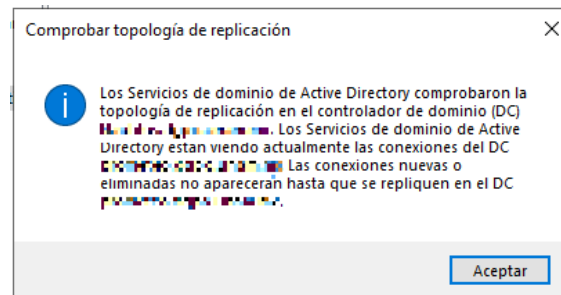 Comprobar topología de replicación
Los Servicios de dominio de Active Directory comprobaron la
topología de replicación en el controlador de dominio (DC)
. Los Servicios de dominio de Active
Directory están viendo actualmente las conexiones del DC
Las conexiones nuevas o
eliminadas no aparecerán hasta que se repliquen en el DC
.
Aceptar